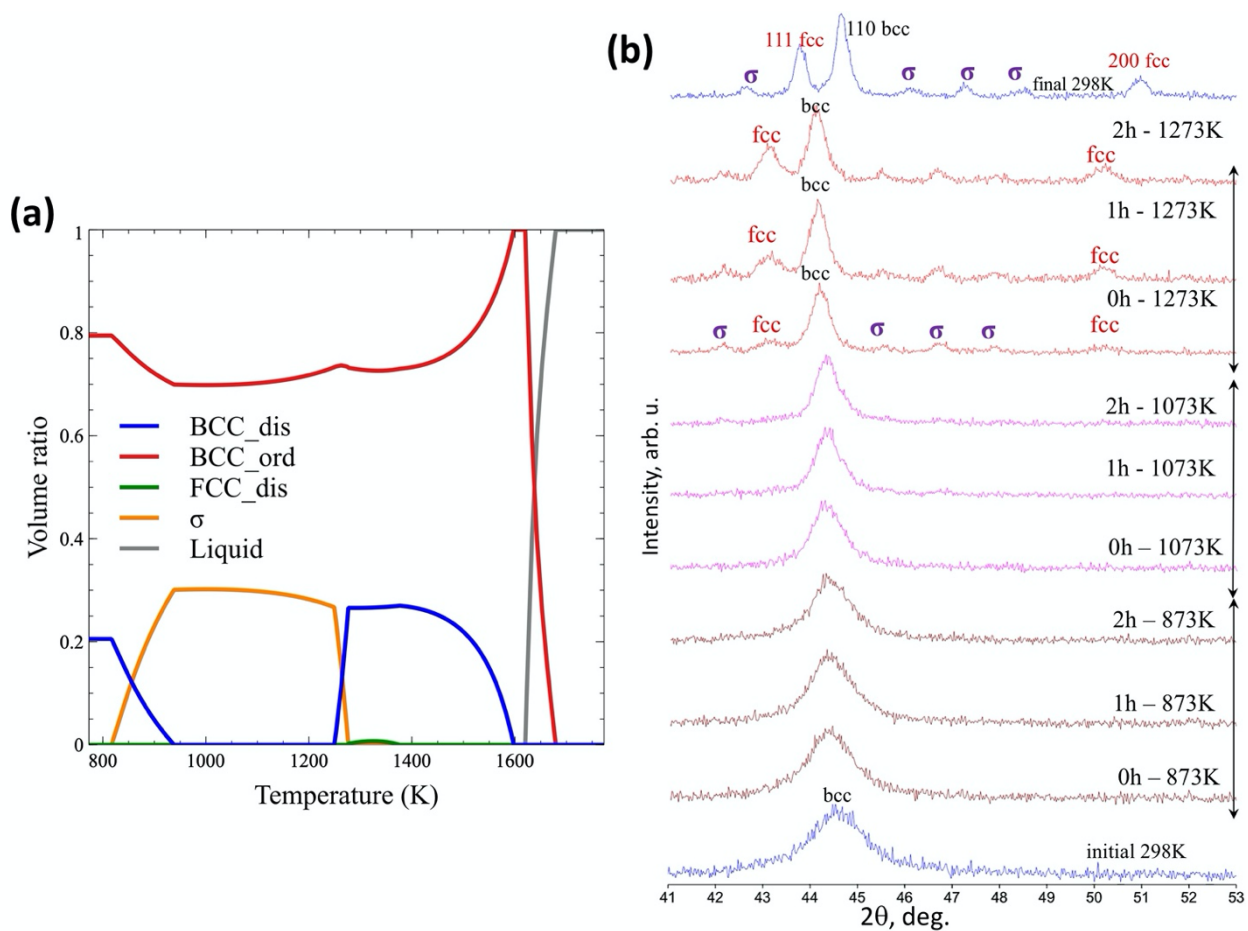 (a)
1
0.8
0.6
0.4
0.2
0
Volume ratio
BCC_dis
BCC_ord
FCC_dis
σ
Liquid
800 1000 1200 1400 1600
Temperature (K)
(b)
111 fcc
110 bcc
σ σ σ σ
200 fcc
final 298K
bcc
fcc
fcc
2h - 1273K
bcc
fcc
fcc
1h - 1273K
bcc
fcc
fcc
σ σ σ σ
0h - 1273K
2h - 1073K
1h - 1073K
0h – 1073K
2h – 873K
1h – 873K
0h – 873K
bcc
initial 298K
Intensity, arb. u.
41 42 43 44 45 46 47 48 49 50 51 52 53
2θ, deg.